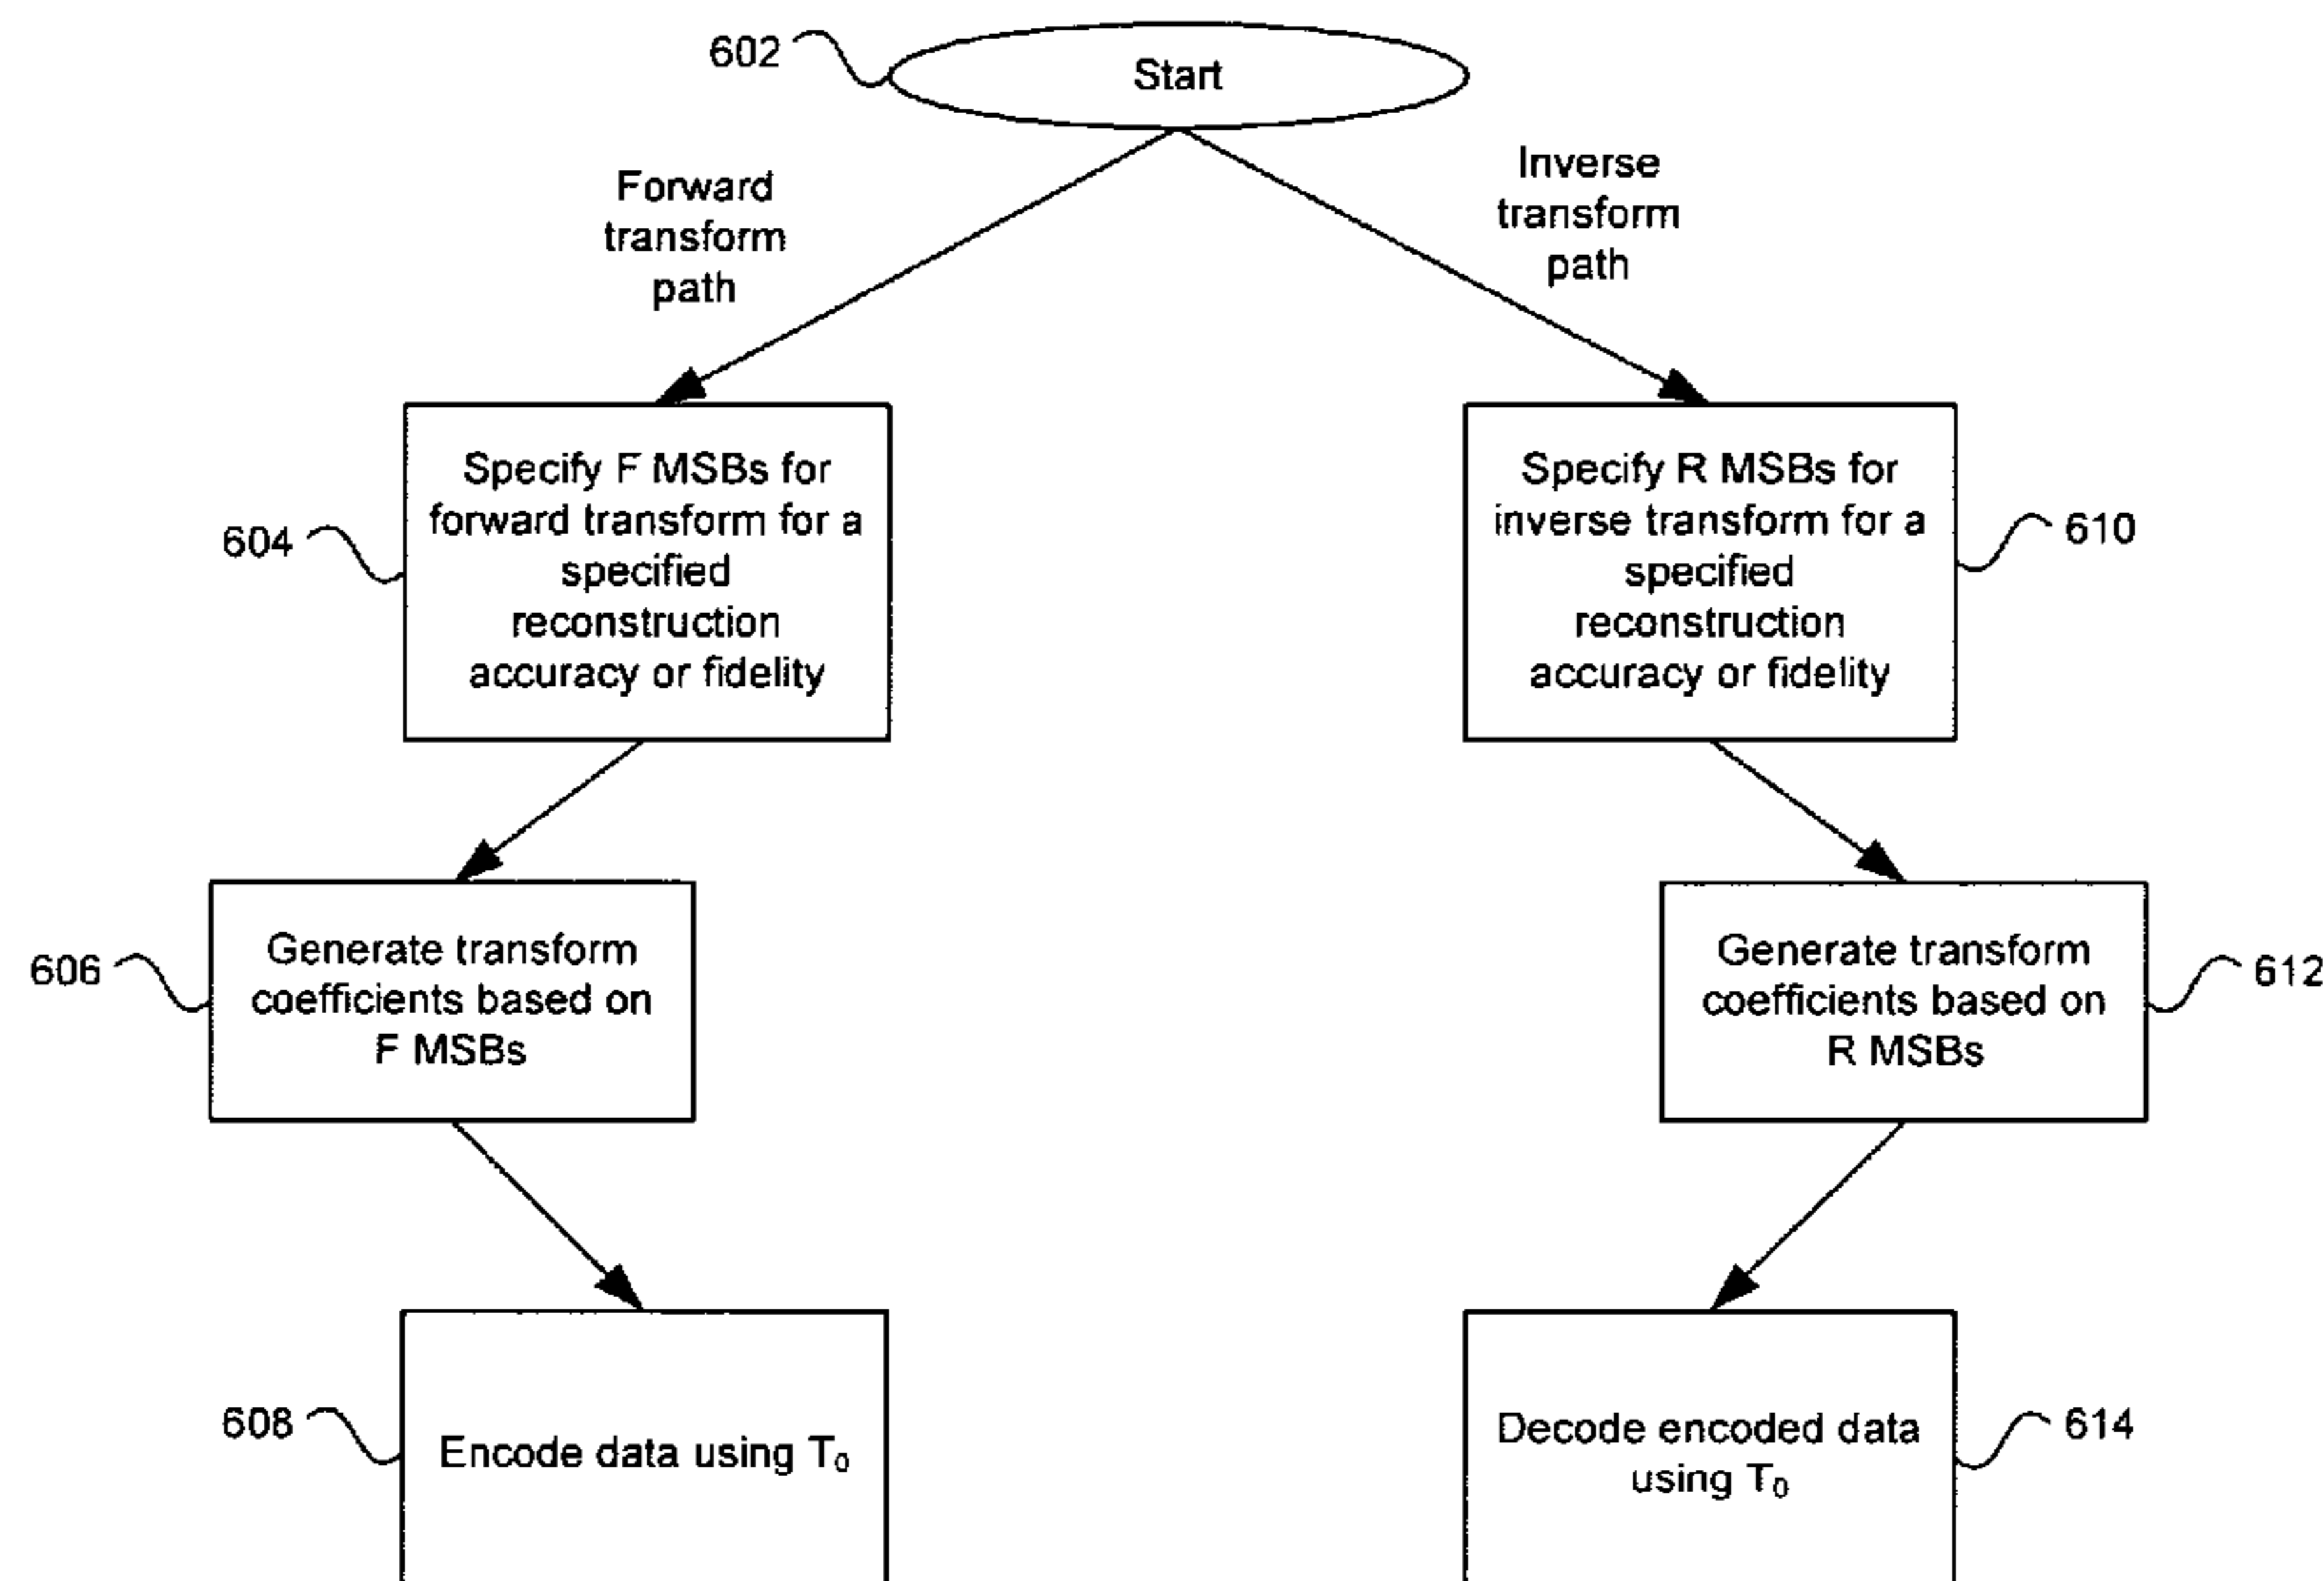 602
Start
Forward
transform
path
Inverse
transform
path
604
Specify F MSBs for
forward transform for a
specified
reconstruction
accuracy or fidelity
Specify R MSBs for
inverse transform for a
specified
reconstruction
accuracy or fidelity
610
606
Generate transform
coefficients based on
F MSBs
Generate transform
coefficients based on
R MSBs
612
608
Encode data using T₀
Decode encoded data
using T₀
614